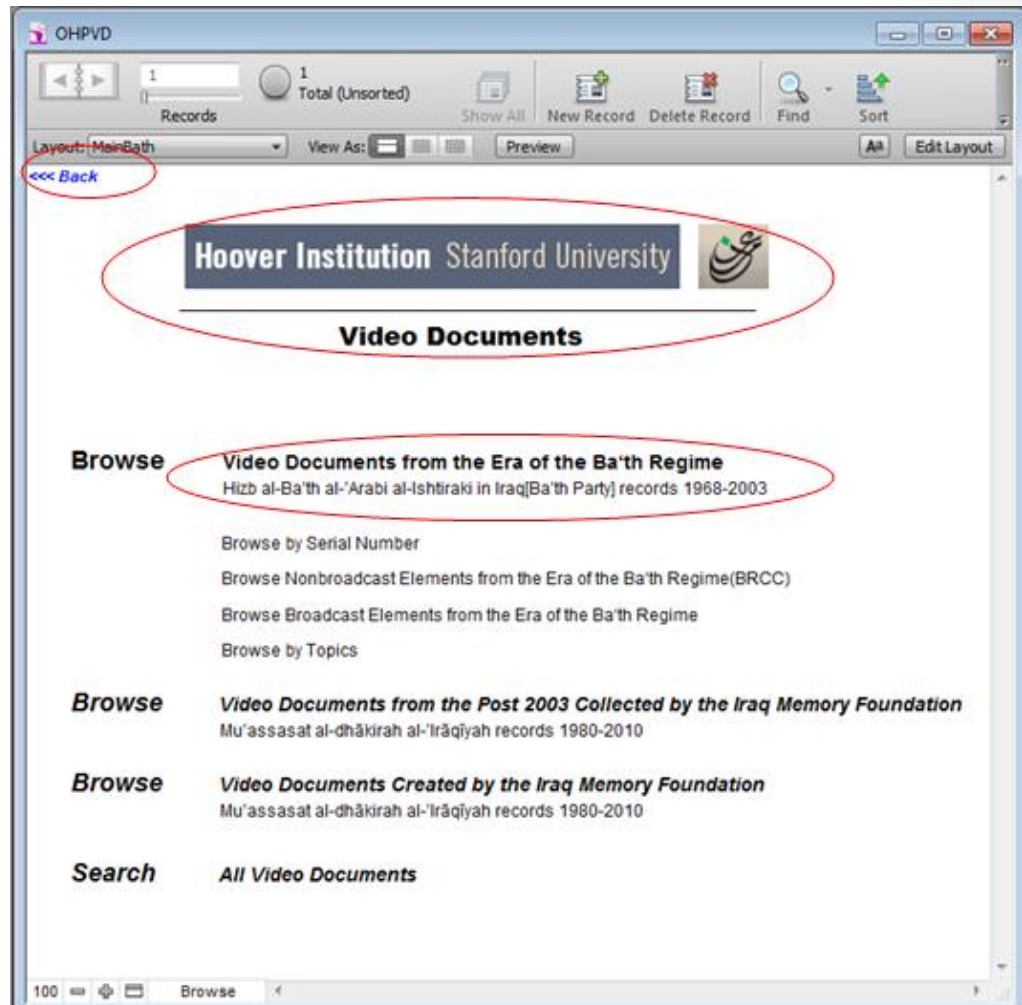 OHPVD
1
1
Total (Unsorted)
Records
Show All
New Record
Delete Record
Find
Sort
Layout: MainBath
View As:
Preview
Aa
Edit Layout
<<< Back
Hoover Institution Stanford University
Video Documents
Browse
Video Documents from the Era of the Ba‘th Regime
Hizb al-Ba'th al-'Arabi al-Ishtiraki in Iraq[Ba'th Party] records 1968-2003
Browse by Serial Number
Browse Nonbroadcast Elements from the Era of the Ba'th Regime(BRCC)
Browse Broadcast Elements from the Era of the Ba'th Regime
Browse by Topics
Browse
Video Documents from the Post 2003 Collected by the Iraq Memory Foundation
Mu’assasat al-dhākirah al-’Irāqīyah records 1980-2010
Browse
Video Documents Created by the Iraq Memory Foundation
Mu’assasat al-dhākirah al-’Irāqīyah records 1980-2010
Search
All Video Documents
100
Browse